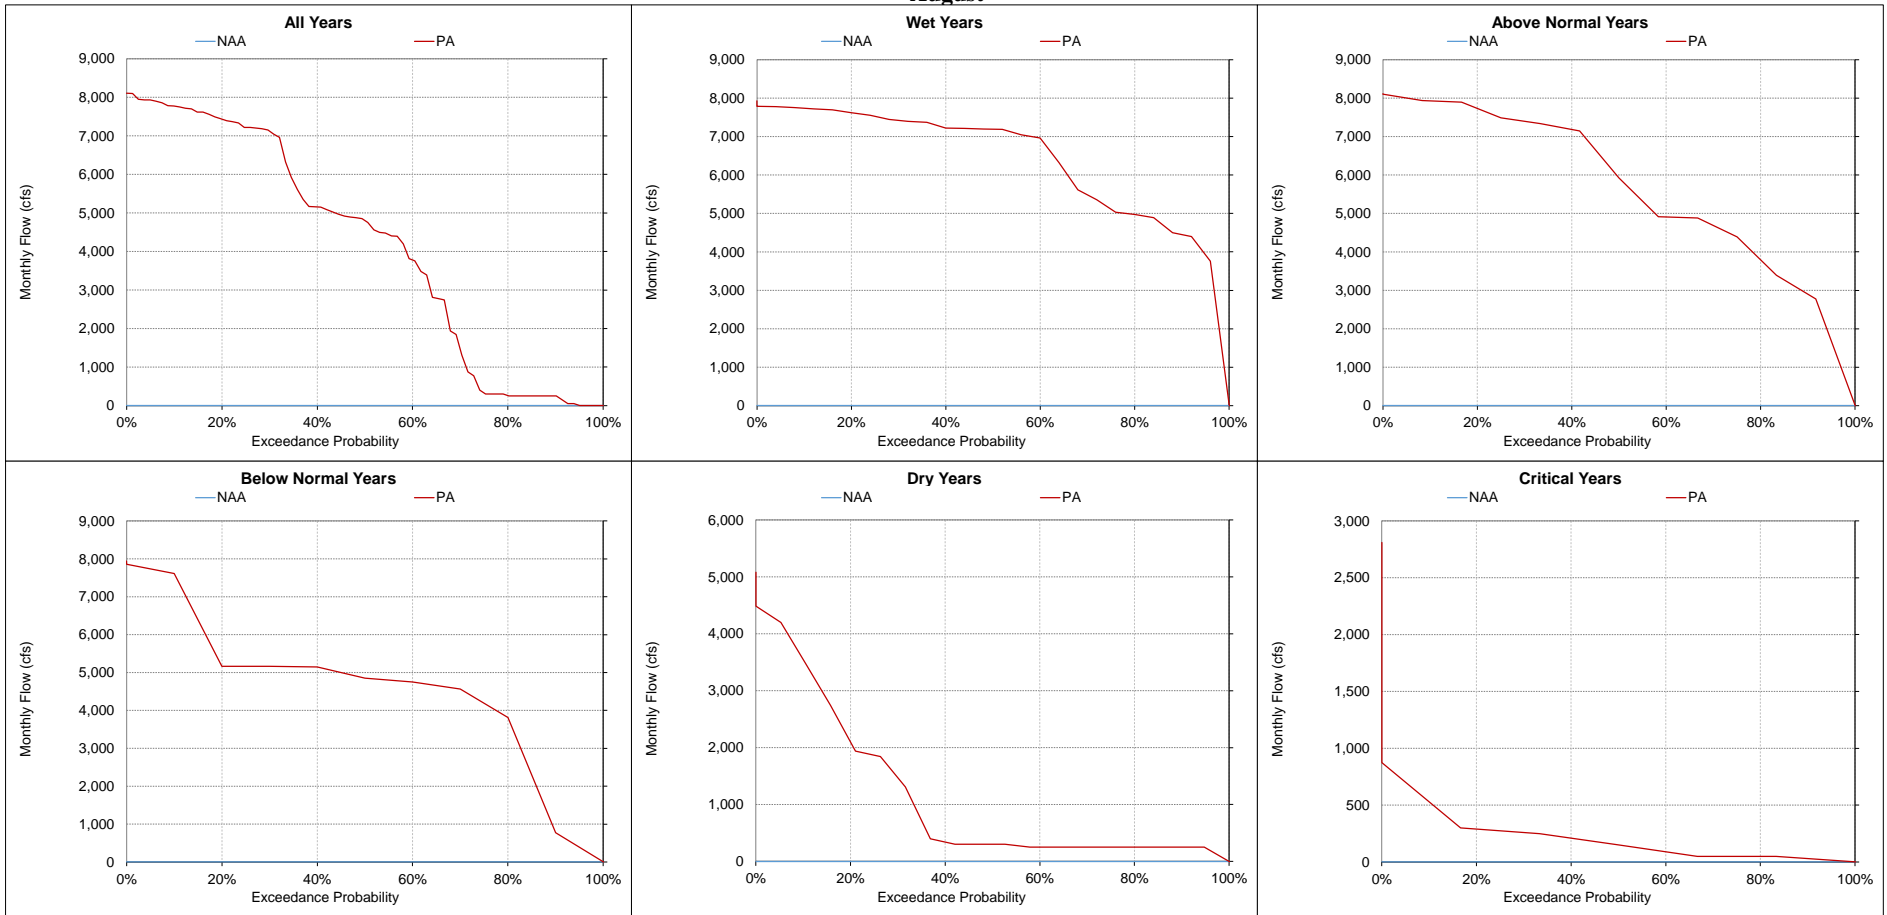 August
All Years
NAA PA
9,000
8,000
7,000
6,000
5,000
4,000
3,000
2,000
1,000
0
Monthly Flow (cfs)
0% 20% 40% 60% 80% 100%
Exceedance Probability
Wet Years
NAA PA
9,000
8,000
7,000
6,000
5,000
4,000
3,000
2,000
1,000
0
Monthly Flow (cfs)
0% 20% 40% 60% 80% 100%
Exceedance Probability
Above Normal Years
NAA PA
9,000
8,000
7,000
6,000
5,000
4,000
3,000
2,000
1,000
0
Monthly Flow (cfs)
0% 20% 40% 60% 80% 100%
Exceedance Probability
Below Normal Years
NAA PA
9,000
8,000
7,000
6,000
5,000
4,000
3,000
2,000
1,000
0
Monthly Flow (cfs)
0% 20% 40% 60% 80% 100%
Exceedance Probability
Dry Years
NAA PA
6,000
5,000
4,000
3,000
2,000
1,000
0
Monthly Flow (cfs)
0% 20% 40% 60% 80% 100%
Exceedance Probability
Critical Years
NAA PA
3,000
2,500
2,000
1,500
1,000
500
0
Monthly Flow (cfs)
0% 20% 40% 60% 80% 100%
Exceedance Probability